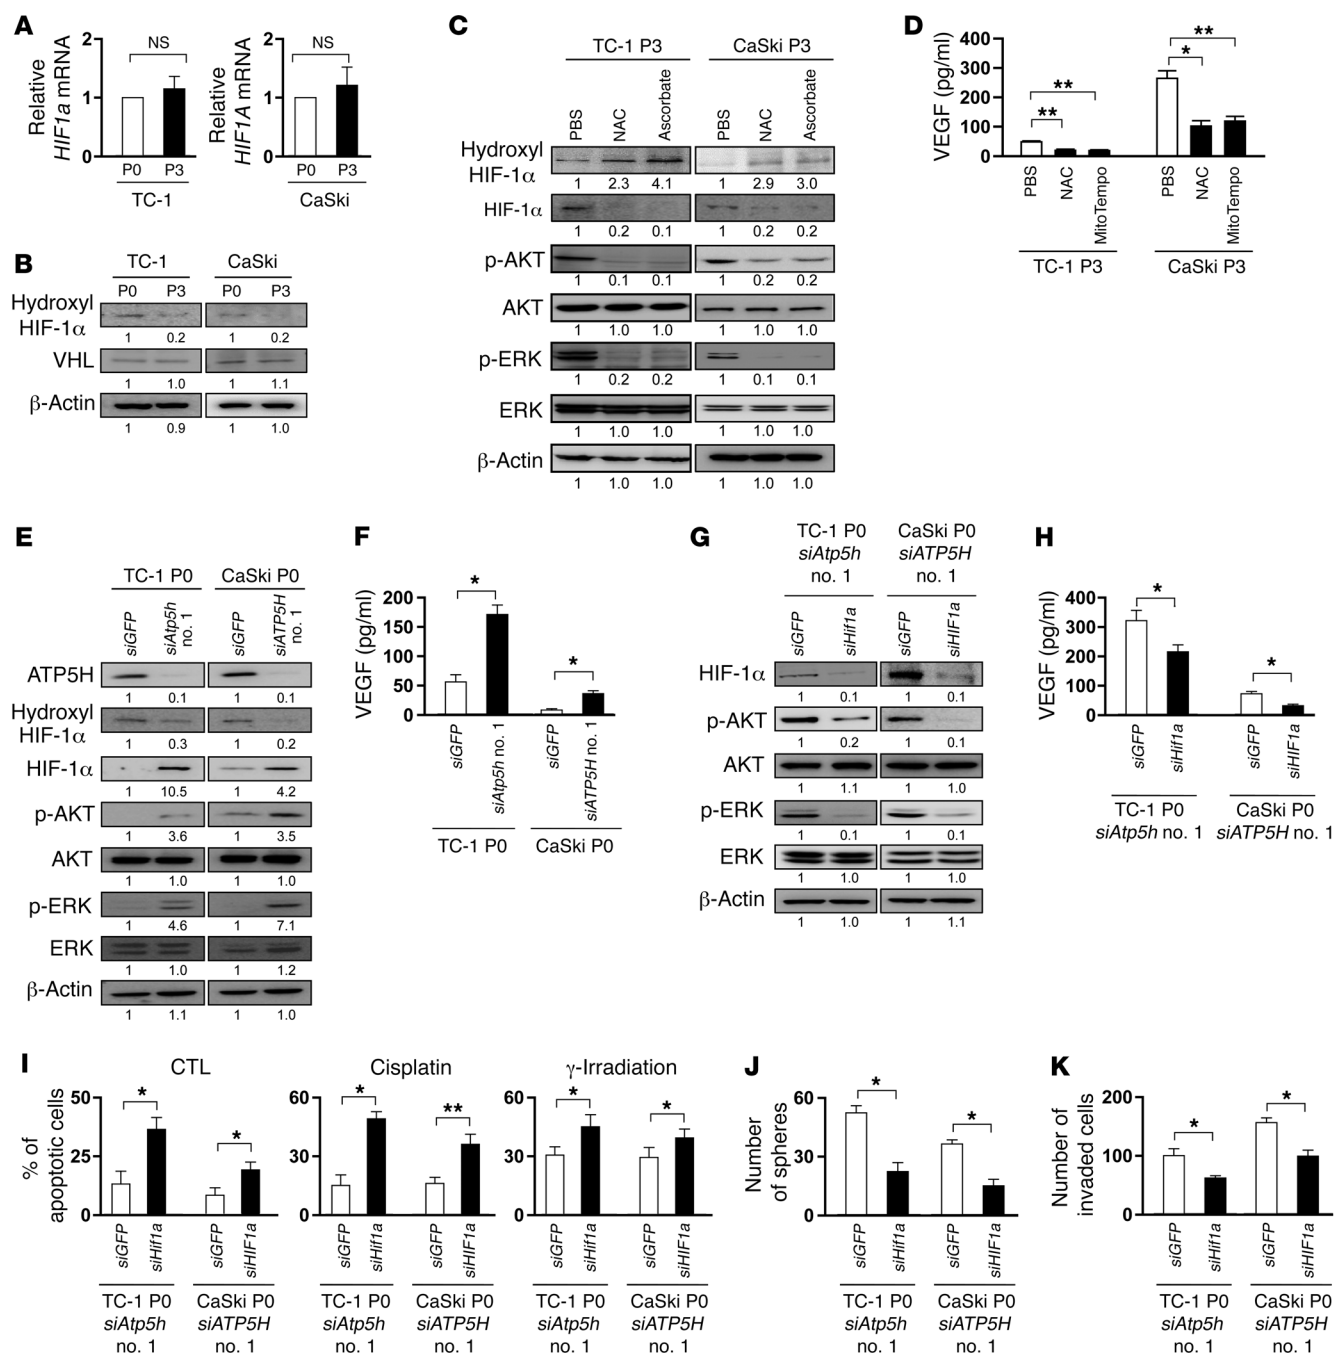 A
Relative
HIF1a mRNA
2
1
0
NS
P0 P3
TC-1
Relative
HIF1A mRNA
2
1
0
NS
P0 P3
CaSki
B
TC-1 CaSki
P0 P3 P0 P3
Hydroxyl
HIF-1α
1 0.2 1 0.2
VHL
1 1.0 1 1.1
β-Actin
1 0.9 1 1.0
C
TC-1 P3 CaSki P3
PBS NAC Ascorbate PBS NAC Ascorbate
Hydroxyl
HIF-1α
1 2.3 4.1 1 2.9 3.0
HIF-1α
1 0.2 0.1 1 0.2 0.2
p-AKT
1 0.1 0.1 1 0.2 0.2
AKT
1 1.0 1.0 1 1.0 1.0
p-ERK
1 0.2 0.2 1 0.1 0.1
ERK
1 1.0 1.0 1 1.0 1.0
β-Actin
1 1.0 1.0 1 1.0 1.0
D
VEGF (pg/ml)
400
300
200
100
0
** ** * **
PBS NAC MitoTempo PBS NAC MitoTempo
TC-1 P3 CaSki P3
E
TC-1 P0 CaSki P0
siGFP siAtp5h no. 1 siGFP siATP5H no. 1
ATP5H
1 0.1 1 0.1
Hydroxyl
HIF-1α
1 0.3 1 0.2
HIF-1α
1 10.5 1 4.2
p-AKT
1 3.6 1 3.5
AKT
1 1.0 1 1.0
p-ERK
1 4.6 1 7.1
ERK
1 1.0 1 1.2
β-Actin
1 1.1 1 1.0
F
VEGF (pg/ml)
200
150
100
50
0
* *
siGFP siAtp5h no. 1 siGFP siATP5H no. 1
TC-1 P0 CaSki P0
G
TC-1 P0 CaSki P0
siAtp5h siATP5H
no. 1 no. 1
siGFP siHif1a siGFP siHIF1a
HIF-1α
1 0.1 1 0.1
p-AKT
1 0.2 1 0.1
AKT
1 1.1 1 1.0
p-ERK
1 0.1 1 0.1
ERK
1 1.0 1 1.0
β-Actin
1 1.0 1 1.1
H
VEGF (pg/ml)
400
300
200
100
0
* *
siGFP siHif1a siGFP siHIF1a
TC-1 P0 CaSki P0
siAtp5h no. 1 siATP5H no. 1
I
% of
apoptotic cells
CTL
50
25
0
* *
siGFP siHif1a siGFP siHIF1a
TC-1 P0 CaSki P0
siAtp5h siATP5H
no. 1 no. 1
Cisplatin
60
30
0
* **
siGFP siHif1a siGFP siHIF1a
TC-1 P0 CaSki P0
siAtp5h siATP5H
no. 1 no. 1
γ-Irradiation
60
30
0
* *
siGFP siHif1a siGFP siHIF1a
TC-1 P0 CaSki P0
siAtp5h siATP5H
no. 1 no. 1
J
Number
of spheres
60
30
0
* *
siGFP siHif1a siGFP siHIF1a
TC-1 P0 CaSki P0
siAtp5h siATP5H
no. 1 no. 1
K
Number of
invaded cells
200
100
0
* *
siGFP siHif1a siGFP siHIF1a
TC-1 P0 CaSki P0
siAtp5h siATP5H
no. 1 no. 1